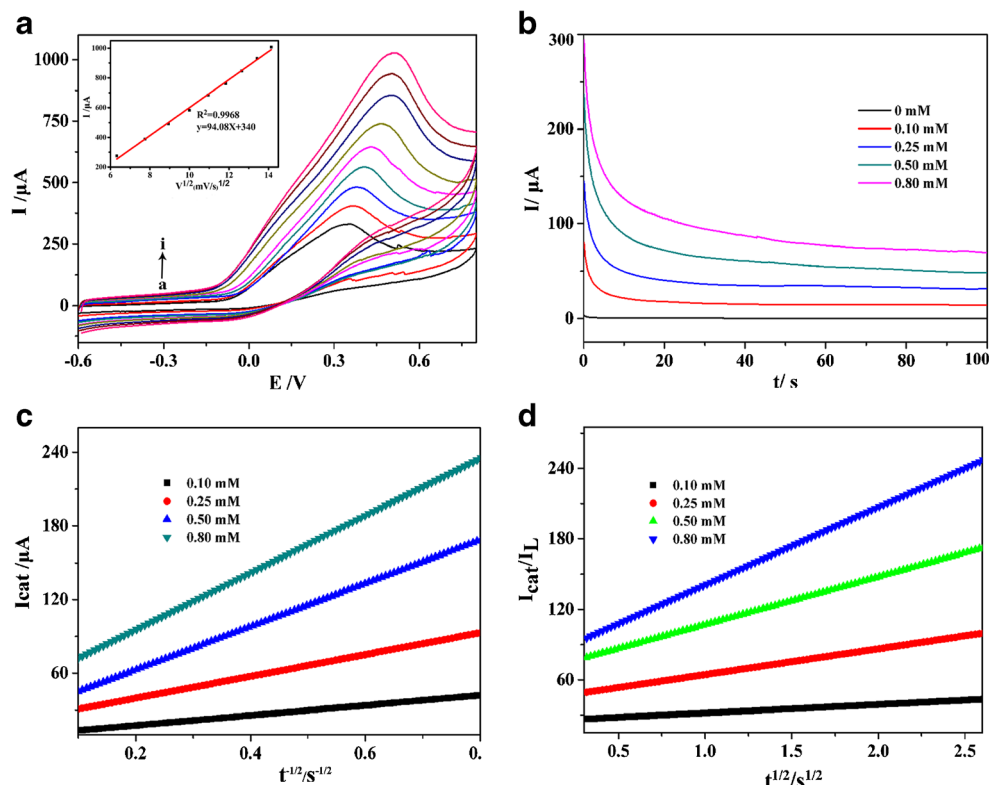 a
1000
750
500
250
0
I /µA
-0.6
-0.3
0.0
0.3
0.6
E /V
i
a
1000
800
600
400
200
I /µA
6
8
10
12
14
V1/2/(mV/s)1/2
R2=0.9968
y=94.08X+340
b
300
200
100
0
I/ µA
0
20
40
60
80
100
t/ s
0 mM
0.10 mM
0.25 mM
0.50 mM
0.80 mM
c
240
180
120
60
Icat /µA
0.2
0.4
0.6
0.
t-1/2/s-1/2
0.10 mM
0.25 mM
0.50 mM
0.80 mM
d
240
180
120
60
Icat/IL
0.5
1.0
1.5
2.0
2.5
t1/2/s1/2
0.10 mM
0.25 mM
0.50 mM
0.80 mM